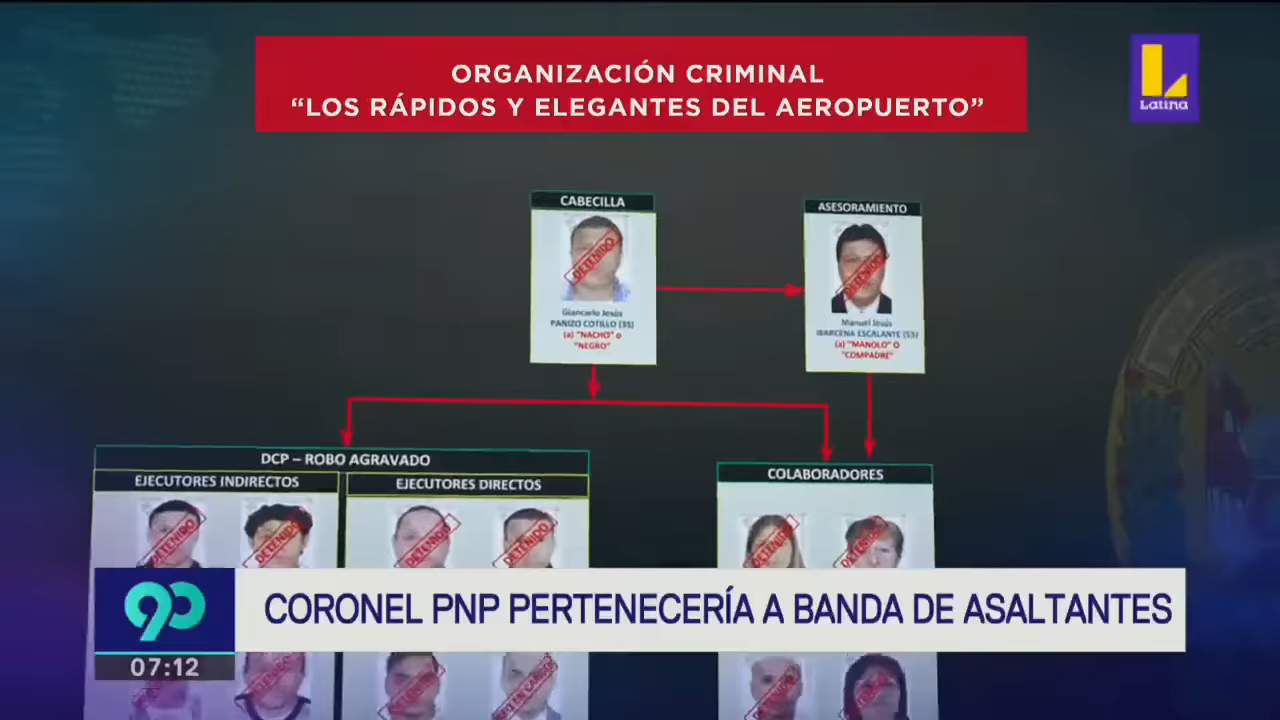 ORGANIZACIÓN CRIMINAL
“LOS RÁPIDOS Y ELEGANTES DEL AEROPUERTO”
Latina
CABECILLA
DETENIDO
Giancarlo Jesús
PANIZO COTILLO (35)
(a) "NACHO" o
"NEGRO"
ASESORAMIENTO
DETENIDO
Manuel Jesús
IBARCENA ESCALANTE (53)
(a) "MANOLO" O
"COMPADRE"
DCP – ROBO AGRAVADO
EJECUTORES INDIRECTOS
EJECUTORES DIRECTOS
COLABORADORES
DETENIDO
DETENIDO
DETENIDO
DETENIDO
DETENIDO
DETENIDO
90
CORONEL PNP PERTENECERÍA A BANDA DE ASALTANTES
07:12